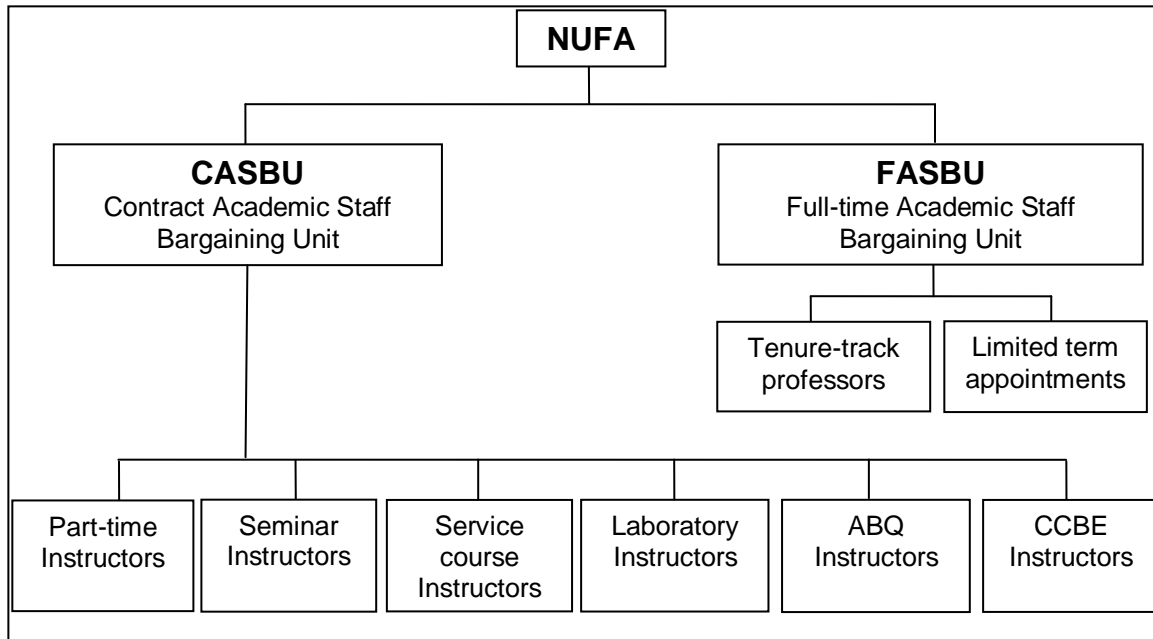 NUFA
CASBU
Contract Academic Staff
Bargaining Unit
FASBU
Full-time Academic Staff
Bargaining Unit
Tenure-track
professors
Limited term
appointments
Part-time
Instructors
Seminar
Instructors
Service
course
Instructors
Laboratory
Instructors
ABQ
Instructors
CCBE
Instructors